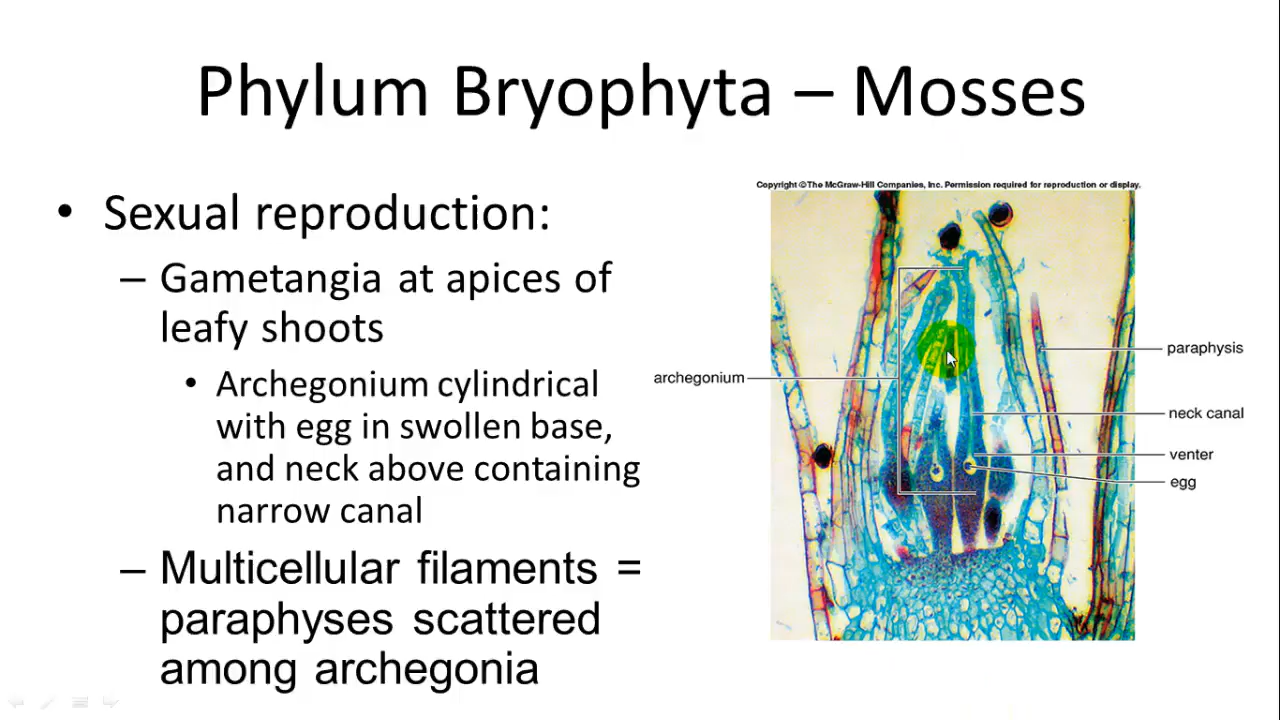 Phylum Bryophyta – Mosses
• Sexual reproduction:
– Gametangia at apices of
leafy shoots
• Archegonium cylindrical
with egg in swollen base,
and neck above containing
narrow canal
– Multicellular filaments =
paraphyses scattered
among archegonia
Copyright © The McGraw-Hill Companies, Inc. Permission required for reproduction or display.
archegonium
paraphysis
neck canal
venter
egg